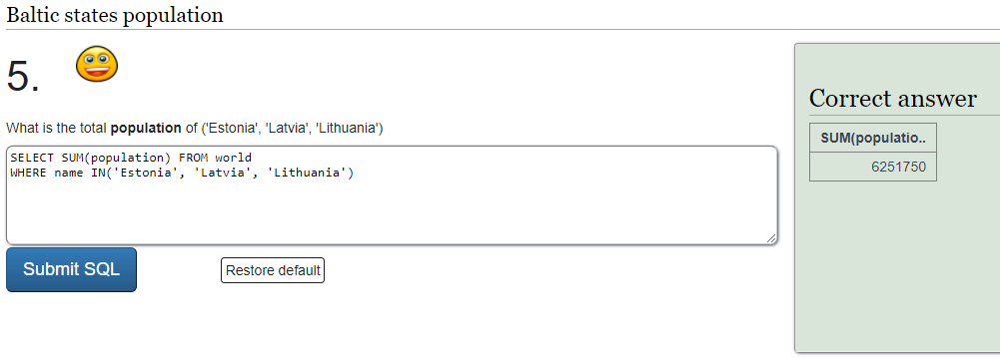 Baltic states population
5.
What is the total population of ('Estonia', 'Latvia', 'Lithuania')
SELECT SUM(population) FROM world
WHERE name IN('Estonia', 'Latvia', 'Lithuania')
Submit SQL
Restore default
Correct answer
SUM(populatio..
6251750